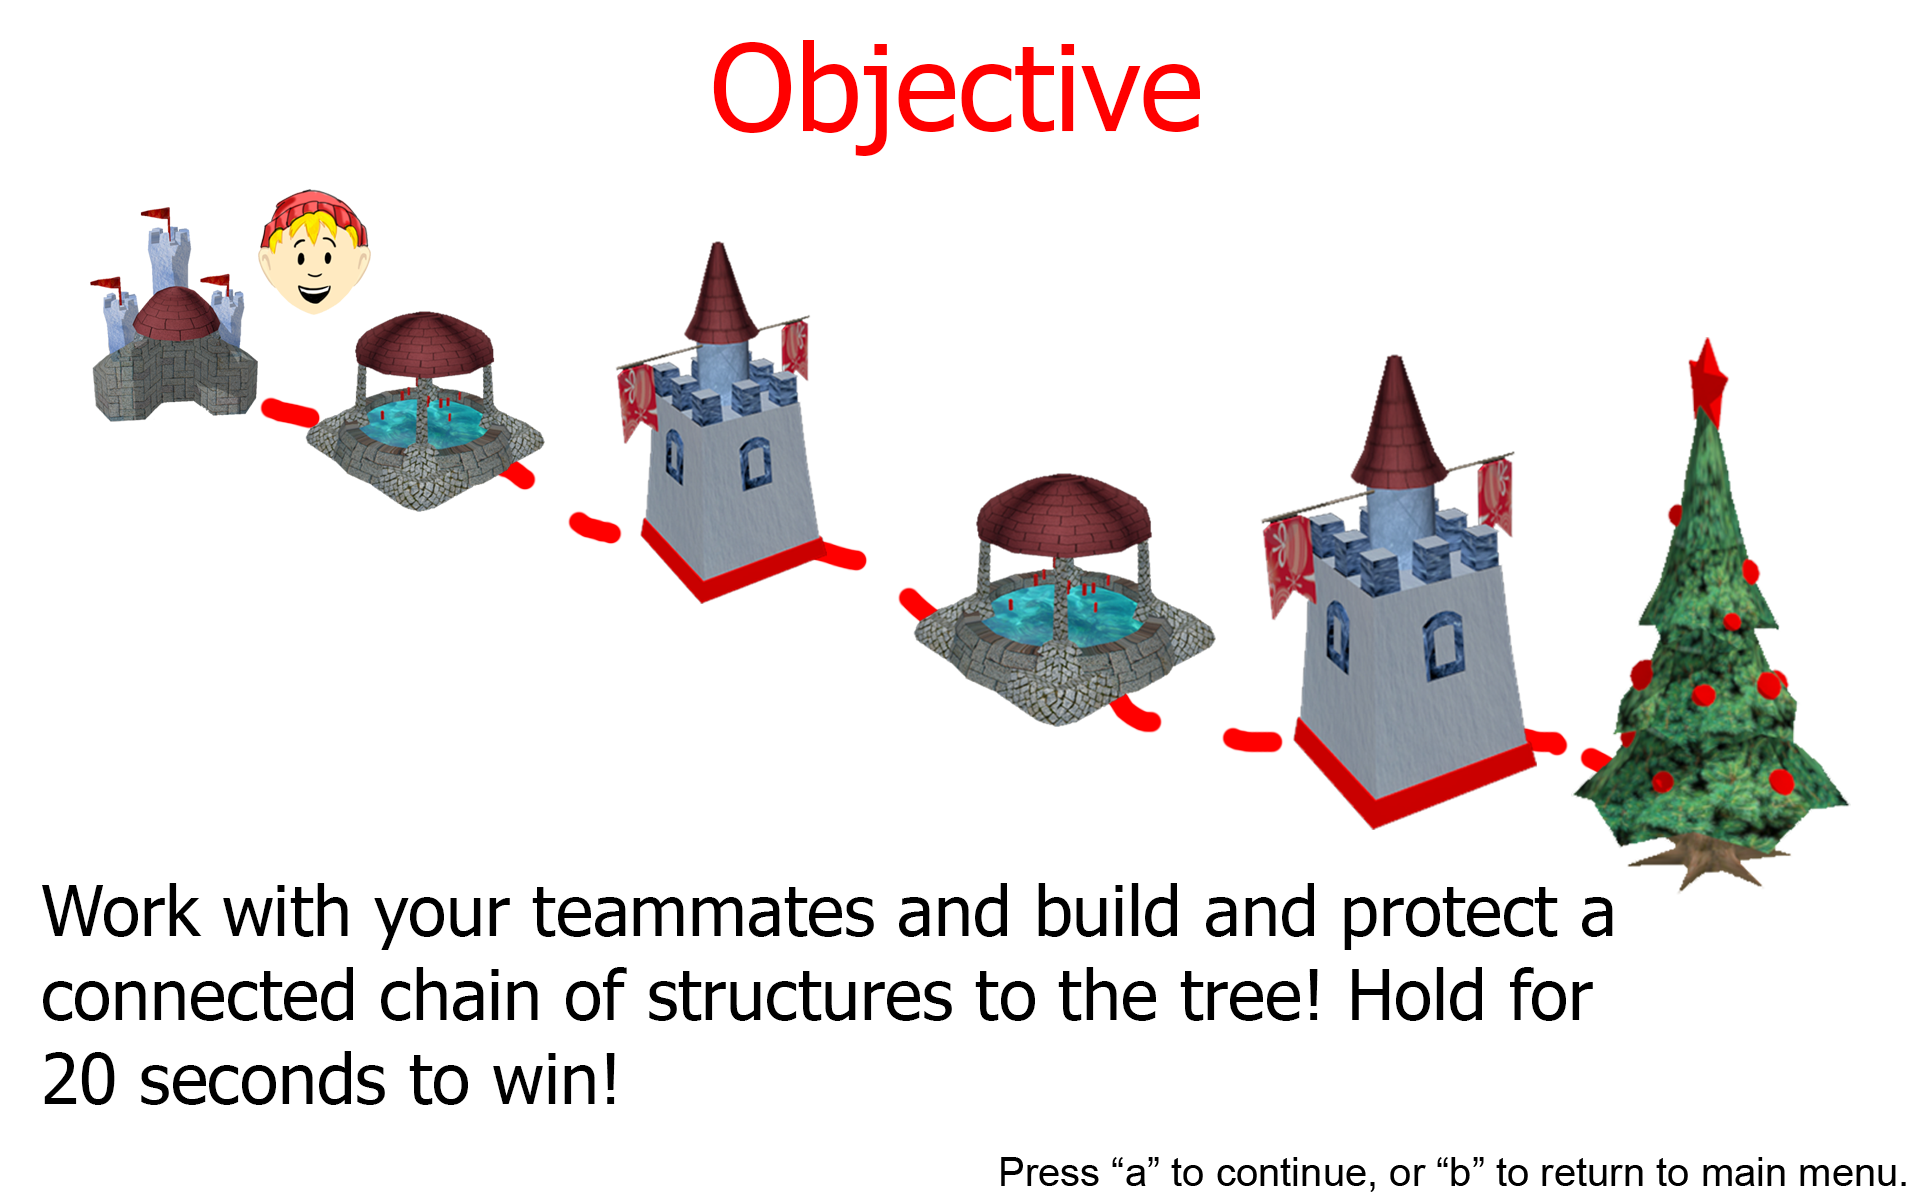 Objective
Work with your teammates and build and protect a
connected chain of structures to the tree! Hold for
20 seconds to win!
Press “a” to continue, or “b” to return to main menu.